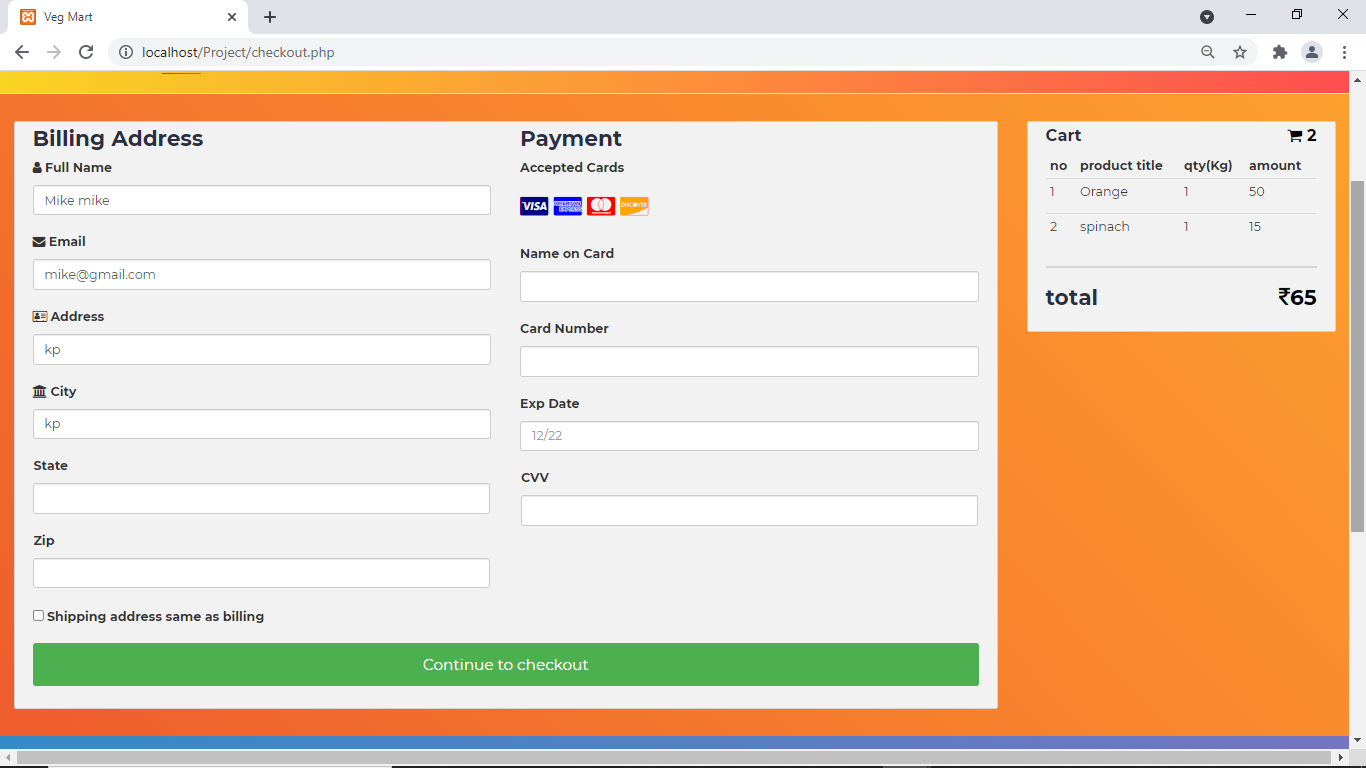 Veg Mart
localhost/Project/checkout.php
Billing Address
Full Name
Mike mike
Email
mike@gmail.com
Address
kp
City
kp
State
Zip
Shipping address same as billing
Payment
Accepted Cards
VISA AMERICAN EXPRESS DISCOVER
Name on Card
Card Number
Exp Date
12/22
CVV
Continue to checkout
Cart 2
no product title qty(Kg) amount
1 Orange 1 50
2 spinach 1 15
total ₹65